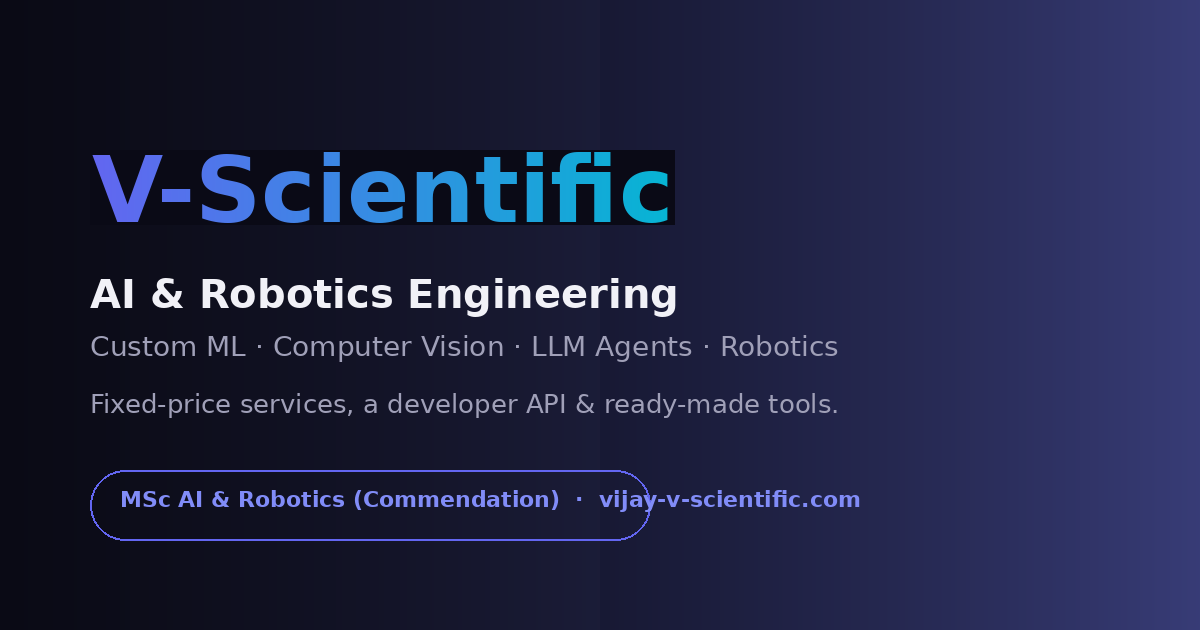 V-Scientific
AI & Robotics Engineering
Custom ML · Computer Vision · LLM Agents · Robotics
Fixed-price services, a developer API & ready-made tools.
MSc AI & Robotics (Commendation) · vijay-v-scientific.com